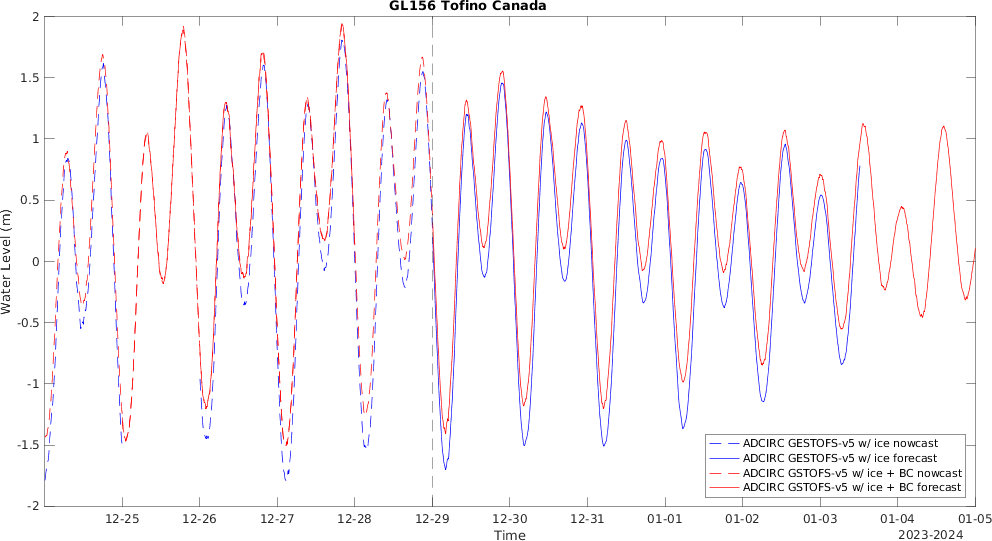 GL156 Tofino Canada
Water Level (m)
2
1.5
1
0.5
0
-0.5
-1
-1.5
-2
ADCIRC GESTOFS-v5 w/ ice nowcast
ADCIRC GESTOFS-v5 w/ ice forecast
ADCIRC GSTOFS-v5 w/ ice + BC nowcast
ADCIRC GSTOFS-v5 w/ ice + BC forecast
12-25 12-26 12-27 12-28 12-29 12-30 12-31 01-01 01-02 01-03 01-04 01-05
Time
2023-2024